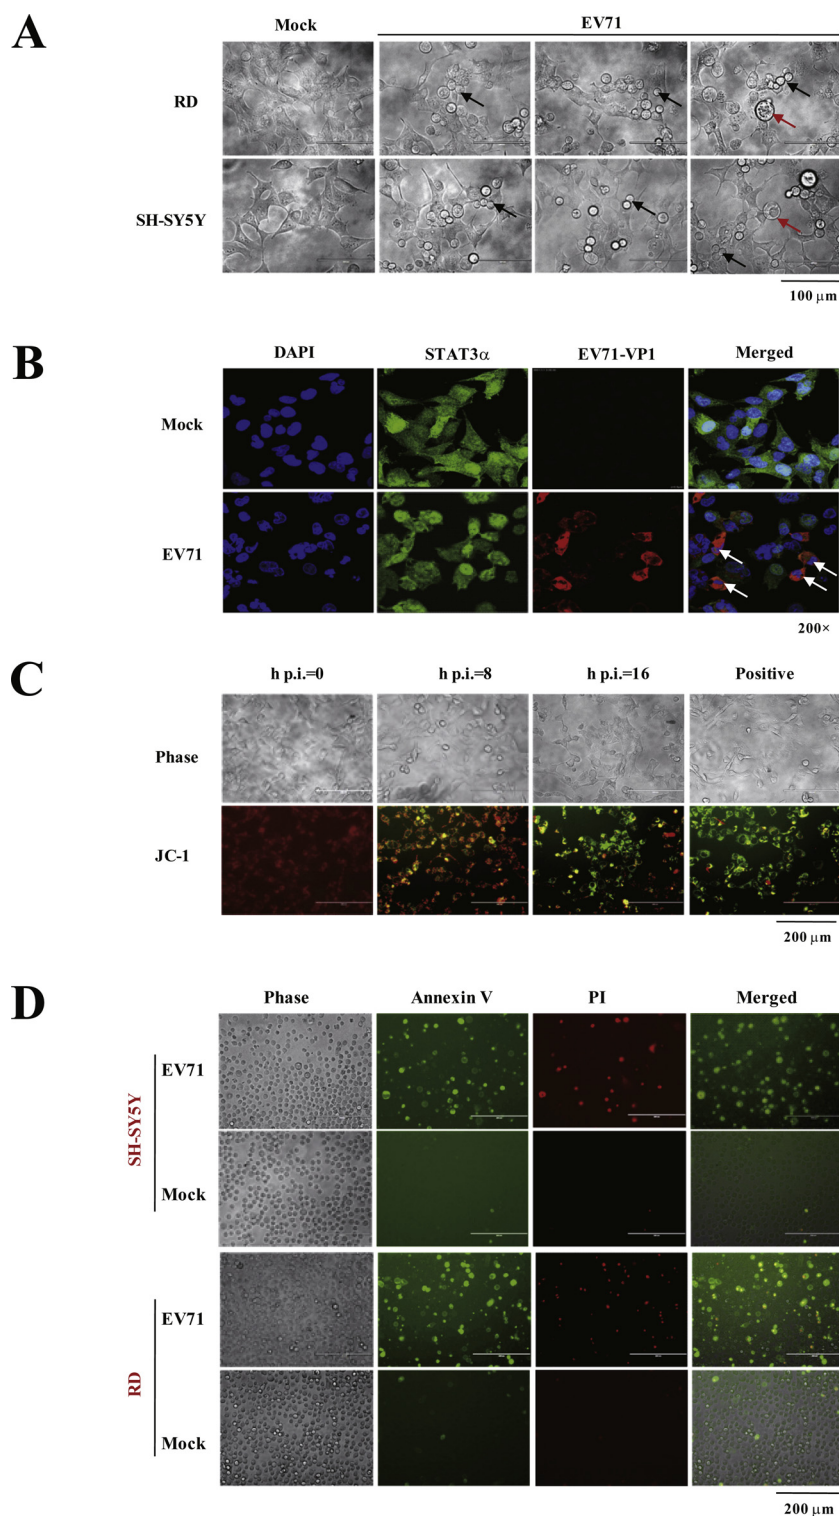 A
Mock
EV71
RD
SH-SY5Y
100 µm
B
DAPI
STAT3α
EV71-VP1
Merged
Mock
EV71
200×
C
h p.i.=0
h p.i.=8
h p.i.=16
Positive
Phase
JC-1
200 µm
D
Phase
Annexin V
PI
Merged
SH-SY5Y
EV71
Mock
RD
EV71
Mock
200 µm